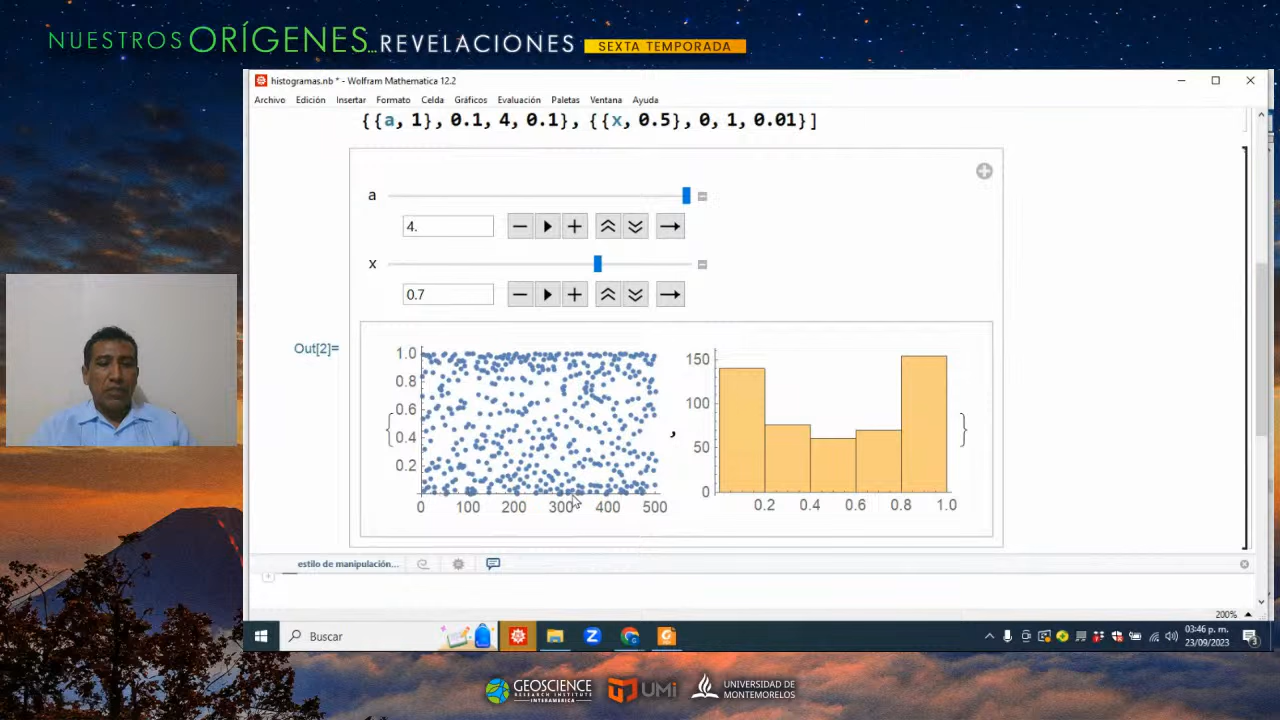 NUESTROS ORÍGENES... REVELACIONES SEXTA TEMPORADA
histogramas.nb * - Wolfram Mathematica 12.2
Archivo Edición Insertar Formato Celda Gráficos Evaluación Paletas Ventana Ayuda
{{a, 1}, 0.1, 4, 0.1}, {{x, 0.5}, 0, 1, 0.01}]
a
4.
x
0.7
Out[2]=
{
1.0
0.8
0.6
0.4
0.2
0 100 200 300 400 500
,
150
100
50
0
0.2 0.4 0.6 0.8 1.0
}
estilo de manipulación...
200%
Buscar
03:46 p. m.
23/09/2023
3
GEOSCIENCE
RESEARCH INSTITUTE
INTERAMERICA
UMi
UNIVERSIDAD DE
MONTEMORELOS